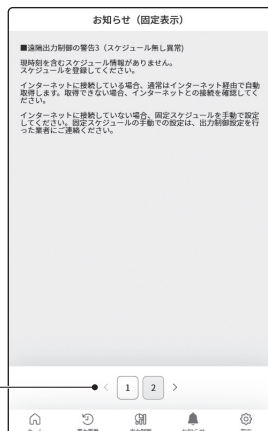 お知らせ（固定表示）
■遠隔出力制御の警告3（スケジュール無し異常)
現時刻を含むスケジュール情報がありません。
スケジュールを登録してください。
インターネットに接続している場合、通常はインターネット経由で自動
取得します。取得できない場合、インターネットとの接続を確認してく
ださい。
インターネットに接続していない場合、固定スケジュールを手動で設定
してください。固定スケジュールの手動での設定は、出力制御設定を行
った業者にご連絡ください。
< 1 2 >